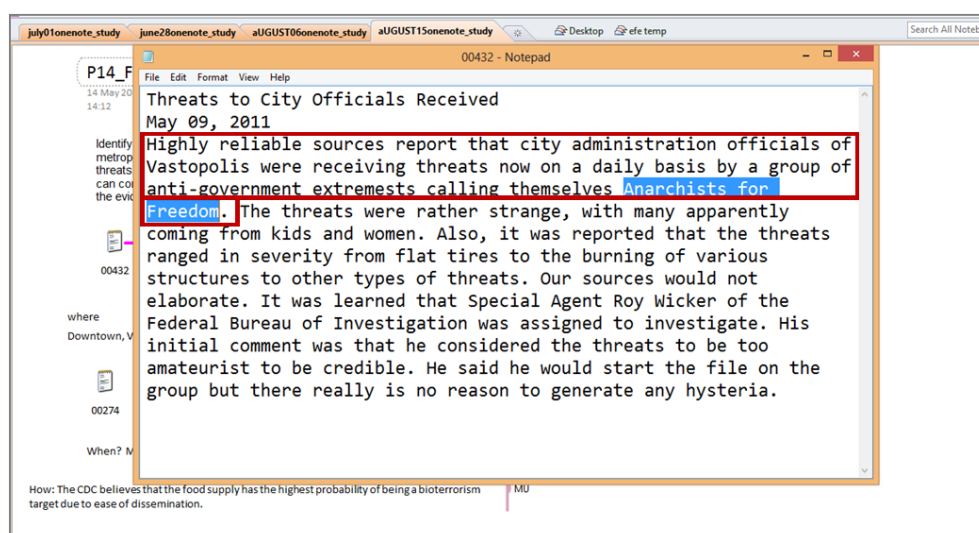 july01onenote_study june28onenote_study aUGUST06onenote_study aUGUST15onenote_study Desktop efe temp Search All Noteb
00432 - Notepad
P14_F
14 May 20
14:12
File Edit Format View Help
Threats to City Officials Received
May 09, 2011
Highly reliable sources report that city administration officials of
Vastopolis were receiving threats now on a daily basis by a group of
anti-government extremests calling themselves Anarchists for
Freedom. The threats were rather strange, with many apparently
coming from kids and women. Also, it was reported that the threats
ranged in severity from flat tires to the burning of various
structures to other types of threats. Our sources would not
elaborate. It was learned that Special Agent Roy Wicker of the
Federal Bureau of Investigation was assigned to investigate. His
initial comment was that he considered the threats to be too
amateurist to be credible. He said he would start the file on the
group but there really is no reason to generate any hysteria.
Identify
metrop
threats
can co
the evid
00432
where
Downtown, V
00274
When? M
How: The CDC believes that the food supply has the highest probability of being a bioterrorism
target due to ease of dissemination.
MU